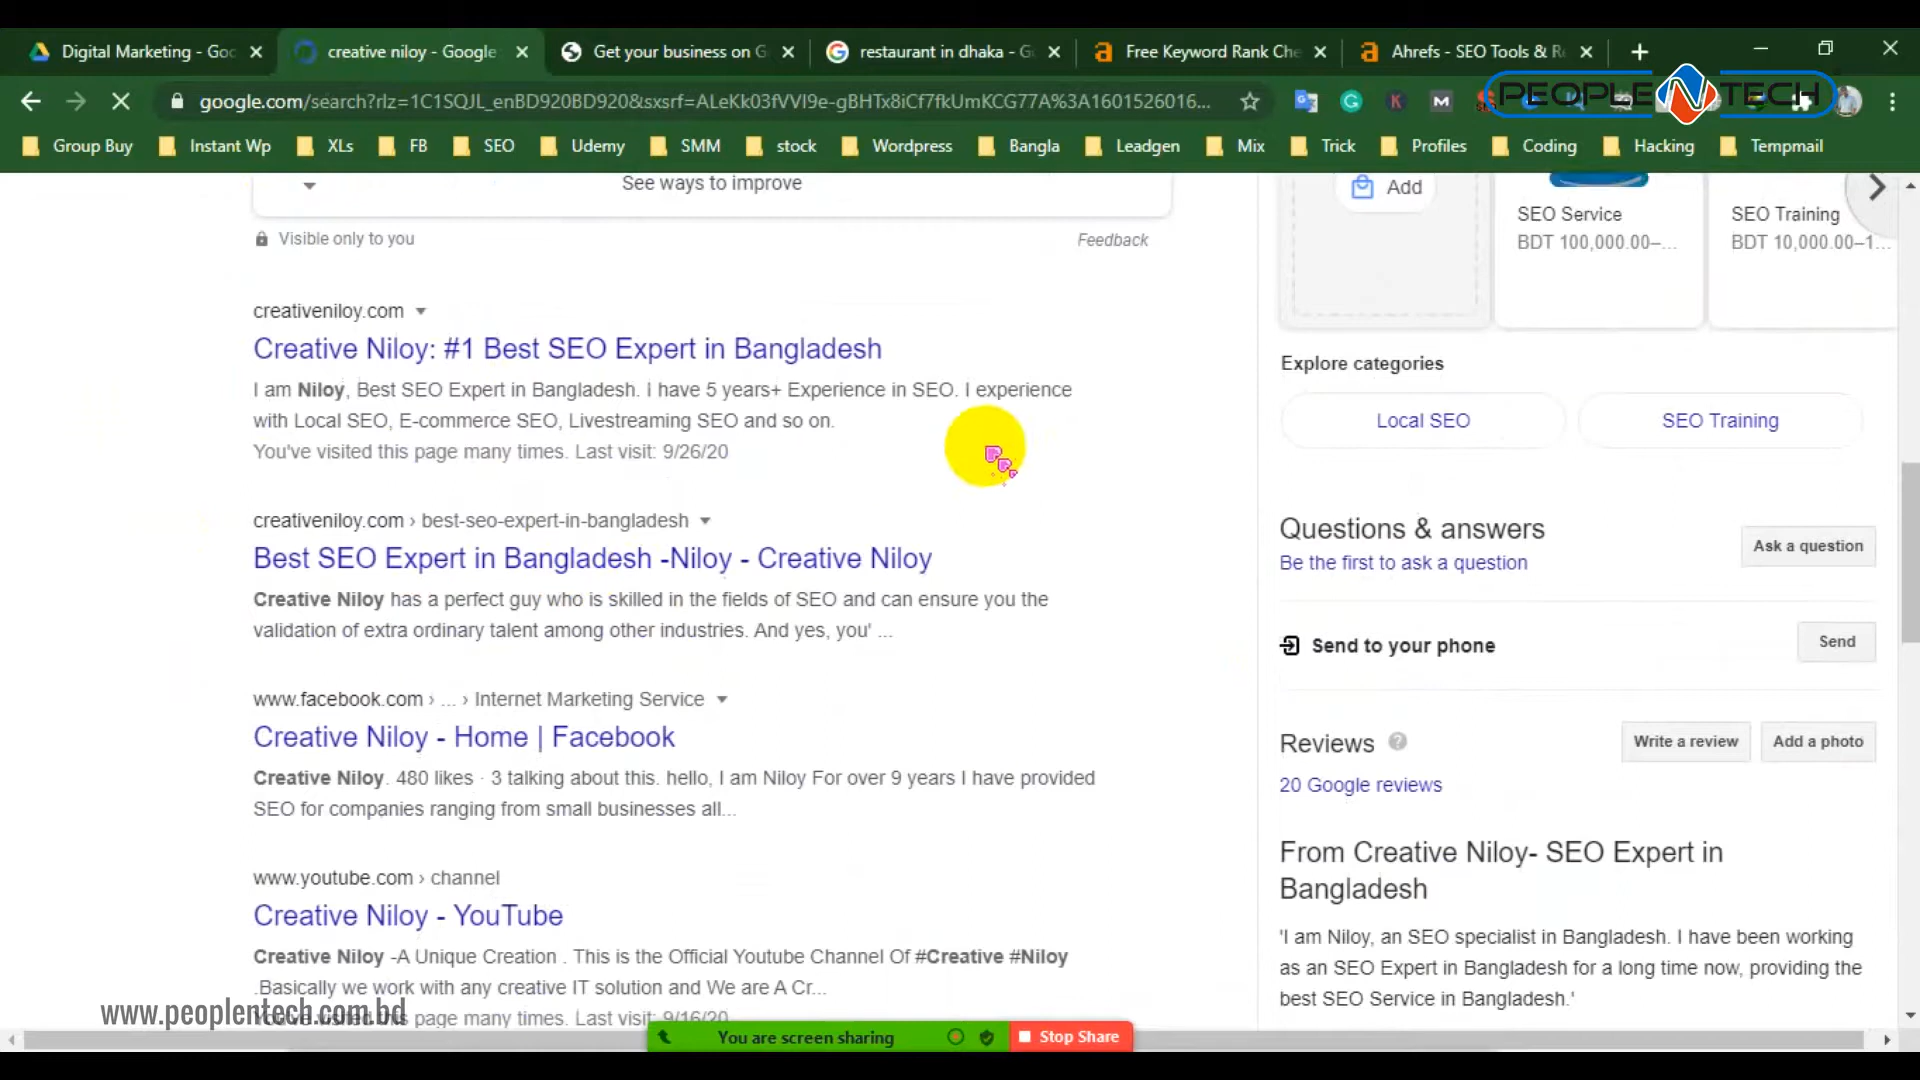 Digital Marketing - Goo
creative niloy - Google
Get your business on G
restaurant in dhaka - G
Free Keyword Rank Che
Ahrefs - SEO Tools & R
google.com/search?rlz=1C1SQJL_enBD920BD920&sxsrf=ALeKk03fVVI9e-gBHTx8iCf7fkUmKCG77A%3A1601526016...
PEOPLE N TECH
Group Buy
Instant Wp
XLs
FB
SEO
Udemy
SMM
stock
Wordpress
Bangla
Leadgen
Mix
Trick
Profiles
Coding
Hacking
Tempmail
See ways to improve
Visible only to you
Feedback
creativeniloy.com
Creative Niloy: #1 Best SEO Expert in Bangladesh
I am Niloy, Best SEO Expert in Bangladesh. I have 5 years+ Experience in SEO. I experience
with Local SEO, E-commerce SEO, Livestreaming SEO and so on.
You've visited this page many times. Last visit: 9/26/20
creativeniloy.com › best-seo-expert-in-bangladesh
Best SEO Expert in Bangladesh -Niloy - Creative Niloy
Creative Niloy has a perfect guy who is skilled in the fields of SEO and can ensure you the
validation of extra ordinary talent among other industries. And yes, you' ...
www.facebook.com › ... › Internet Marketing Service
Creative Niloy - Home | Facebook
Creative Niloy. 480 likes · 3 talking about this. hello, I am Niloy For over 9 years I have provided
SEO for companies ranging from small businesses all...
www.youtube.com › channel
Creative Niloy - YouTube
Creative Niloy -A Unique Creation . This is the Official Youtube Channel Of #Creative #Niloy
.Basically we work with any creative IT solution and We are A Cr...
You've visited this page many times. Last visit: 9/16/20
www.peoplentech.com.bd
Add
SEO Service
BDT 100,000.00–...
SEO Training
BDT 10,000.00–1...
Explore categories
Local SEO
SEO Training
Questions & answers
Be the first to ask a question
Ask a question
Send to your phone
Send
Reviews
Write a review
Add a photo
20 Google reviews
From Creative Niloy- SEO Expert in
Bangladesh
'I am Niloy, an SEO specialist in Bangladesh. I have been working
as an SEO Expert in Bangladesh for a long time now, providing the
best SEO Service in Bangladesh.'
You are screen sharing
Stop Share